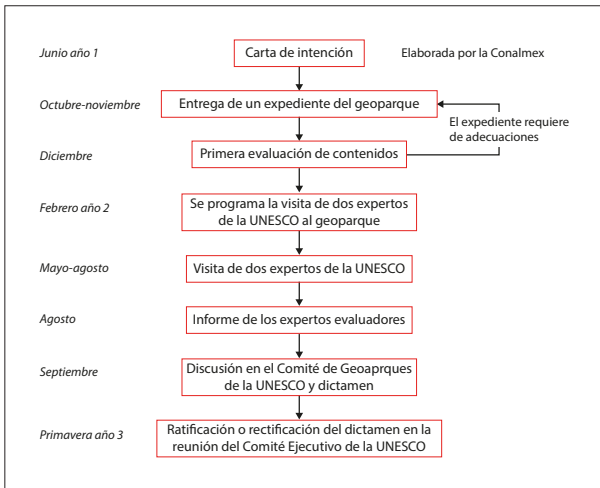 Junio año 1
Carta de intención
Elaborada por la Conalmex
Octubre-noviembre
Entrega de un expediente del geoparque
El expediente requiere
de adecuaciones
Diciembre
Primera evaluación de contenidos
Febrero año 2
Se programa la visita de dos expertos
de la UNESCO al geoparque
Mayo-agosto
Visita de dos expertos de la UNESCO
Agosto
Informe de los expertos evaluadores
Septiembre
Discusión en el Comité de Geoaprques
de la UNESCO y dictamen
Primavera año 3
Ratificación o rectificación del dictamen en la
reunión del Comité Ejecutivo de la UNESCO